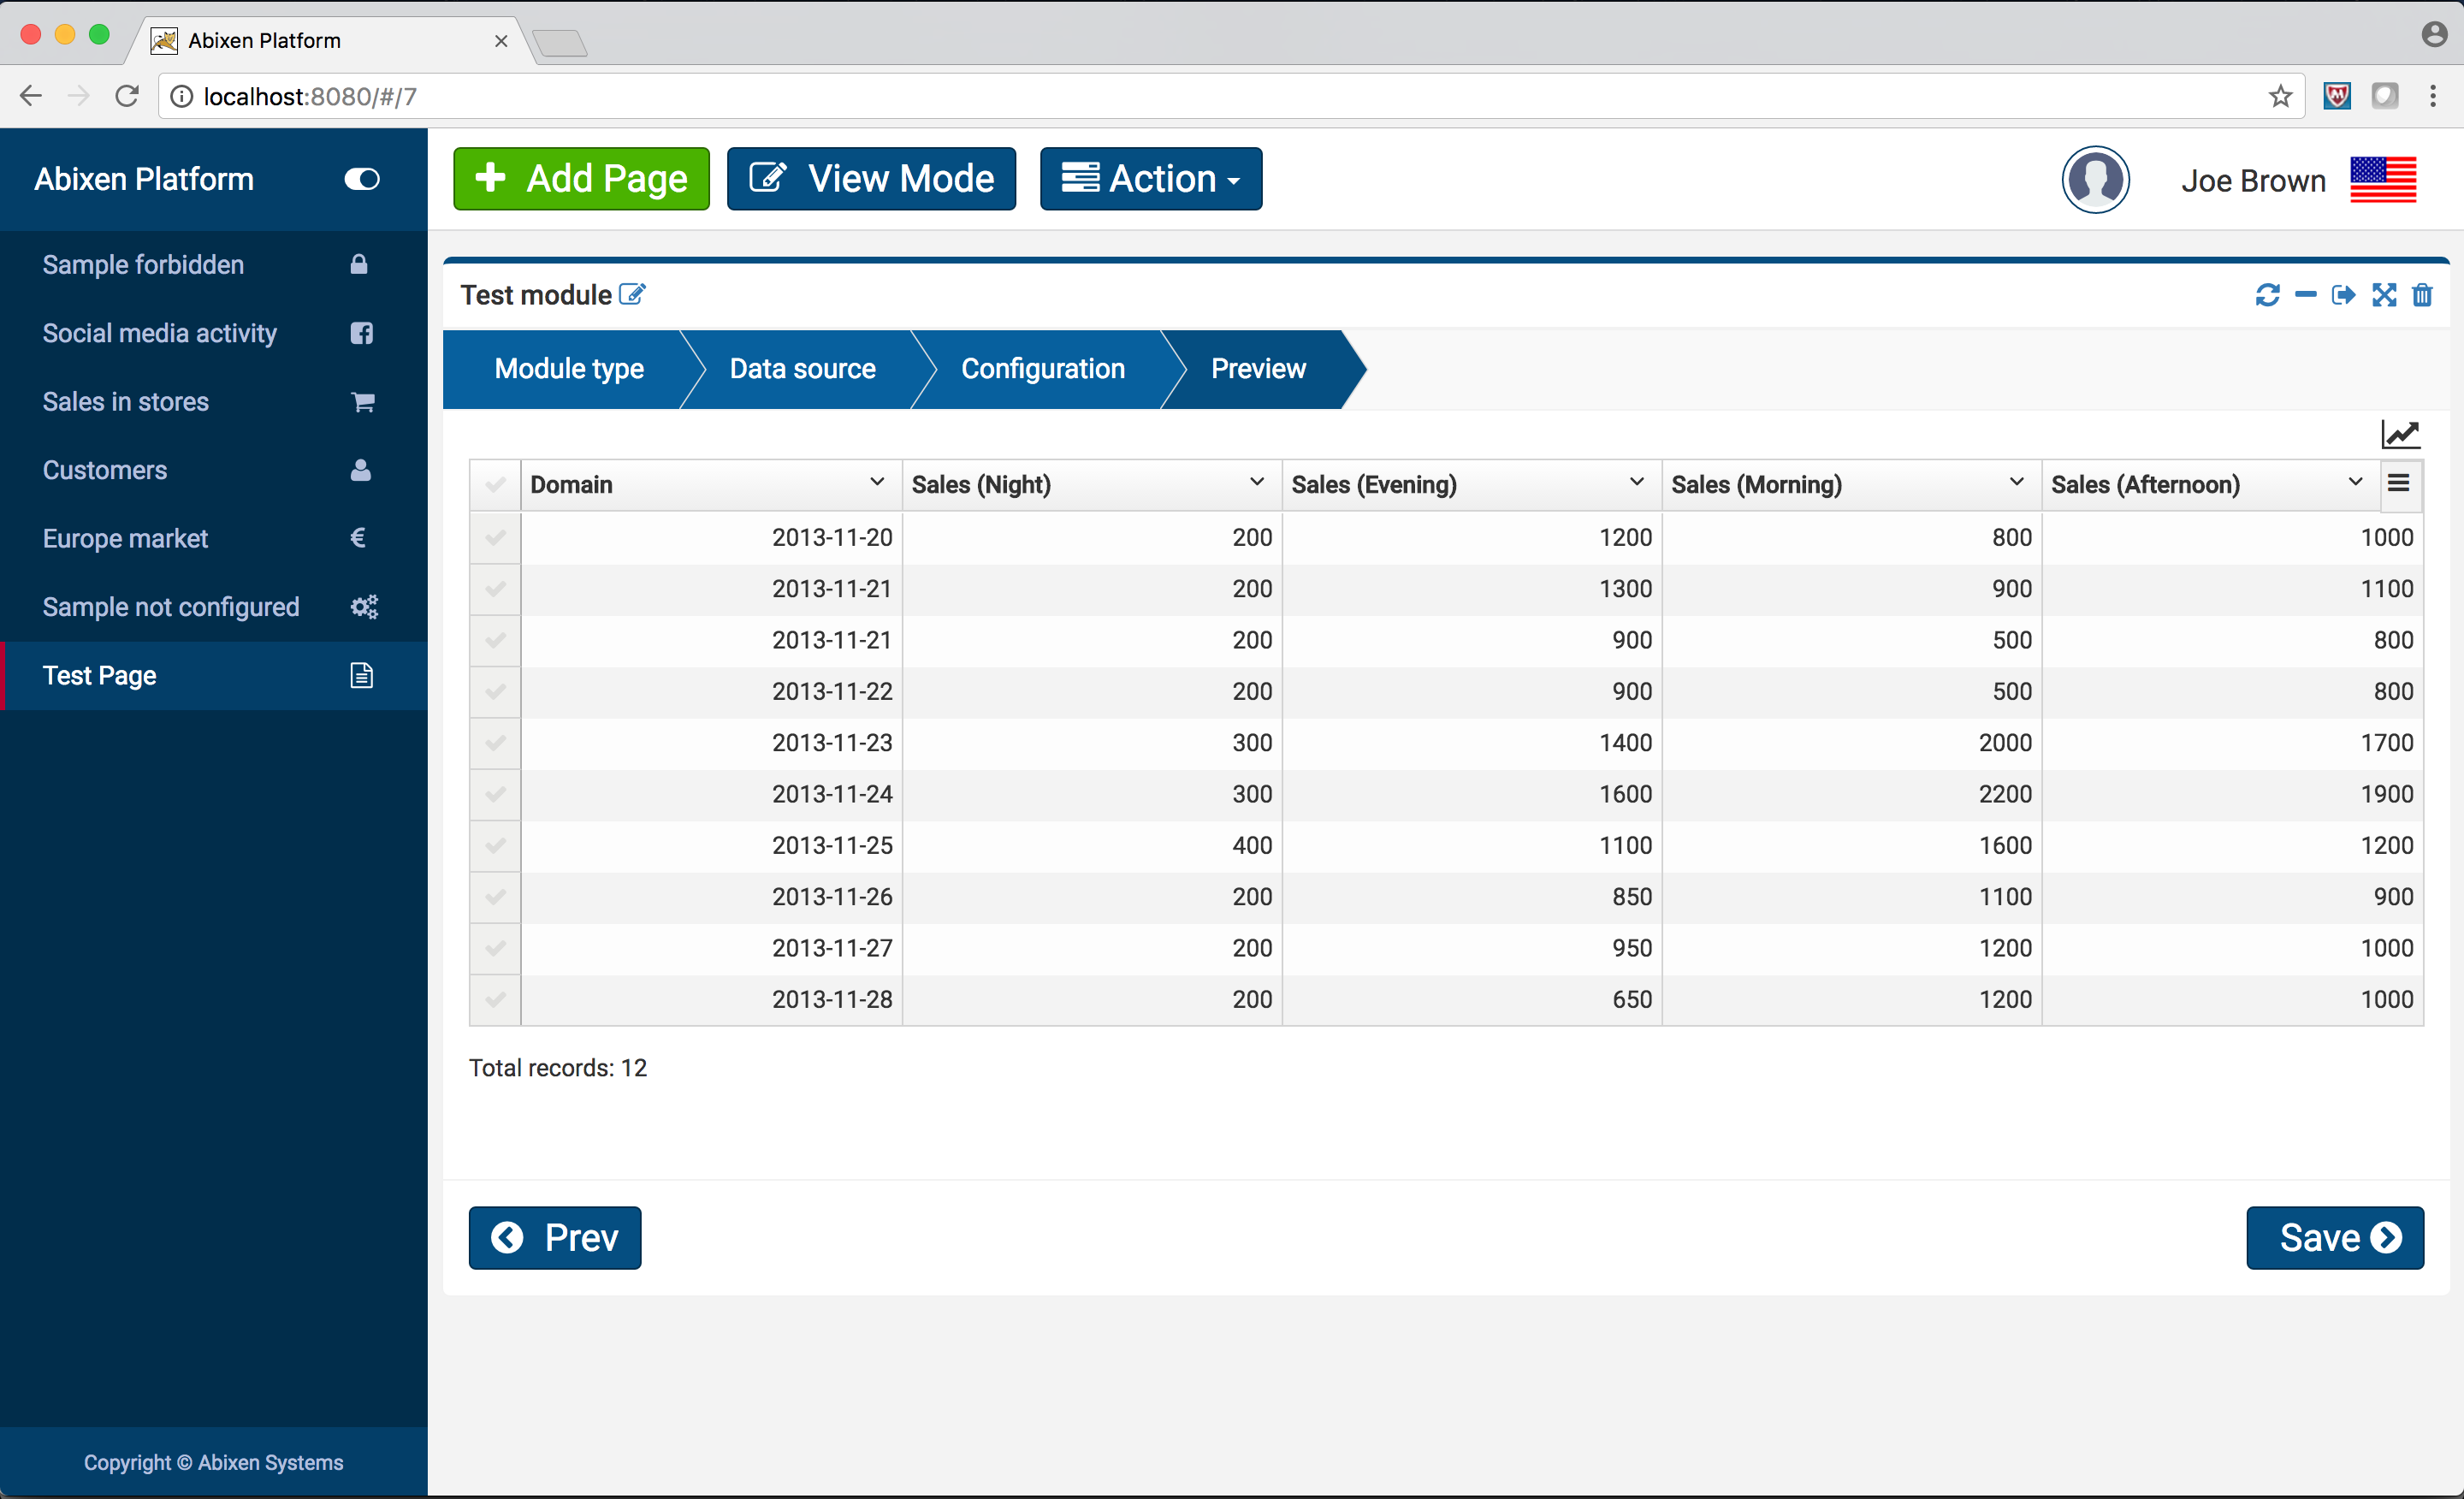 Abixen Platform
localhost:8080/#/7
Abixen Platform
Add Page
View Mode
Action
Joe Brown
Sample forbidden
Social media activity
Sales in stores
Customers
Europe market €
Sample not configured
Test Page
Test module
Module type Data source Configuration Preview
Domain Sales (Night) Sales (Evening) Sales (Morning) Sales (Afternoon)
2013-11-20 200 1200 800 1000
2013-11-21 200 1300 900 1100
2013-11-21 200 900 500 800
2013-11-22 200 900 500 800
2013-11-23 300 1400 2000 1700
2013-11-24 300 1600 2200 1900
2013-11-25 400 1100 1600 1200
2013-11-26 200 850 1100 900
2013-11-27 200 950 1200 1000
2013-11-28 200 650 1200 1000
Total records: 12
Prev
Save
Copyright © Abixen Systems